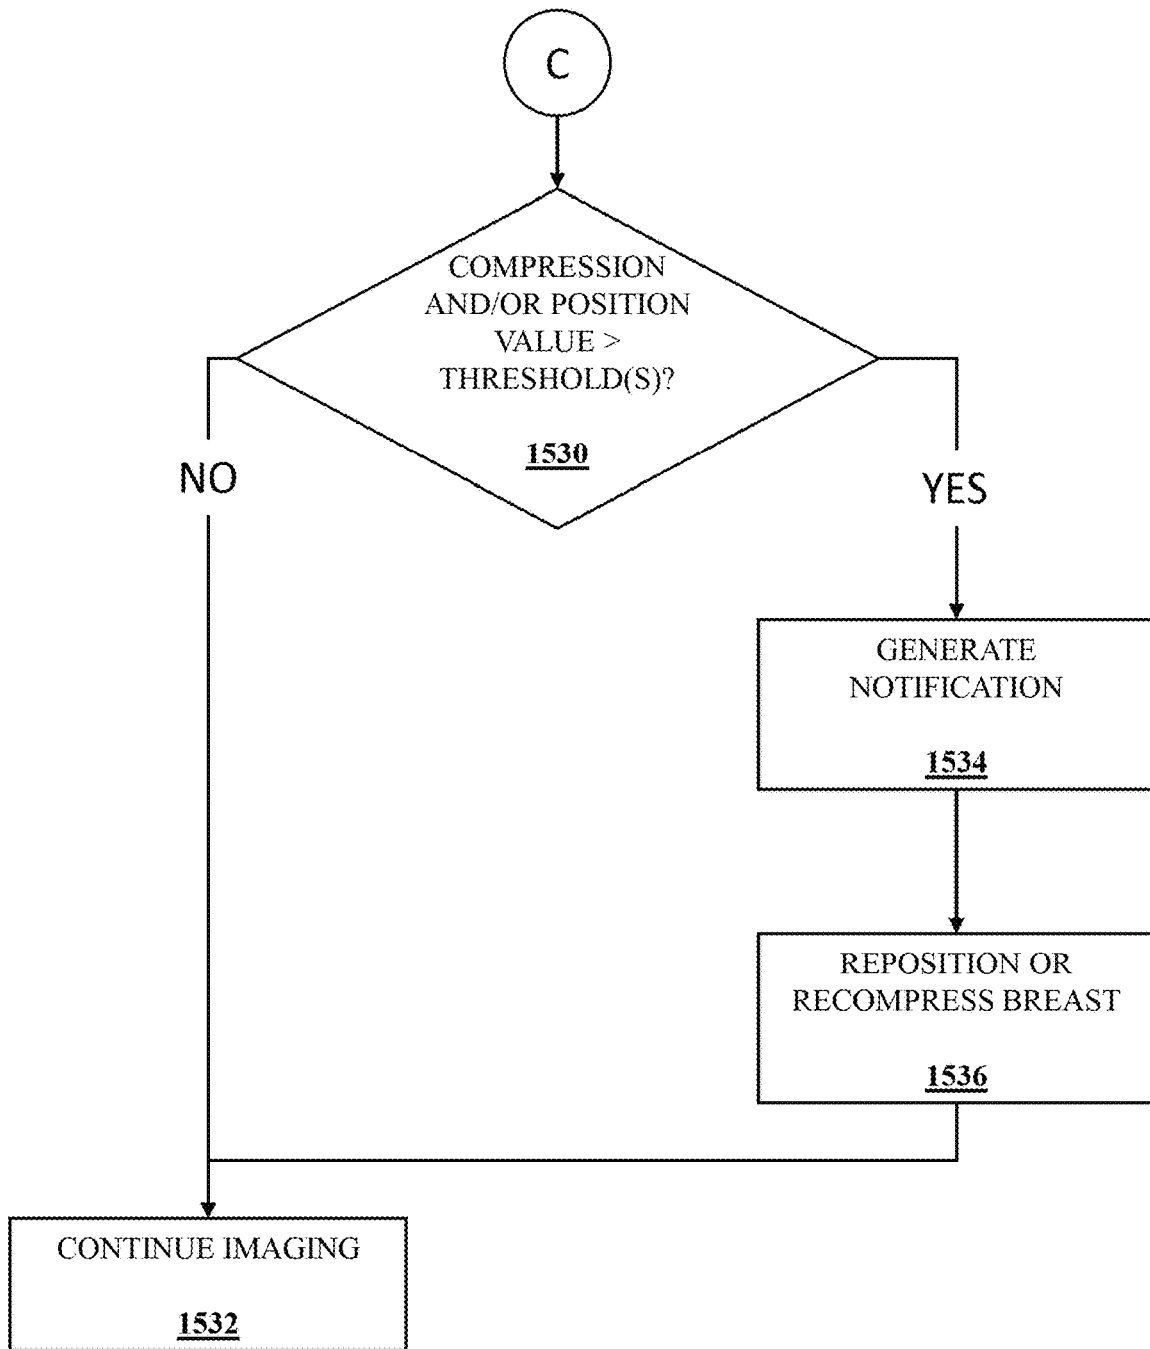 C
COMPRESSION
AND/OR POSITION
VALUE >
THRESHOLD(S)?
1530
NO
YES
GENERATE
NOTIFICATION
1534
REPOSITION OR
RECOMPRESS BREAST
1536
CONTINUE IMAGING
1532